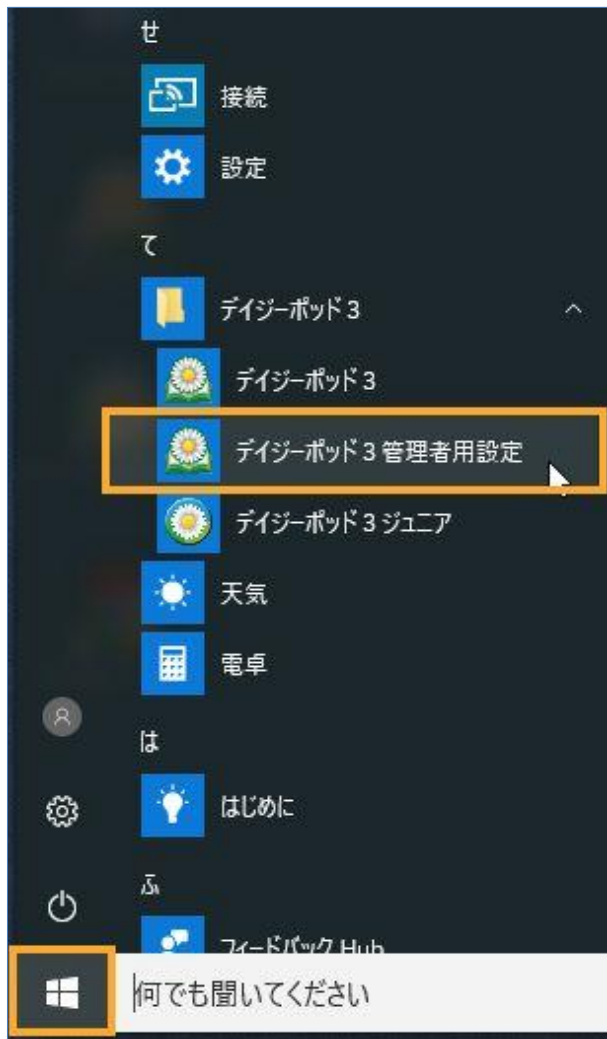 せ
接続
設定
て
デイジーポッド 3
デイジーポッド 3
デイジーポッド 3 管理者用設定
デイジーポッド 3 ジュニア
天気
電卓
は
はじめに
ふ
フィードバック Hub
何でも聞いてください